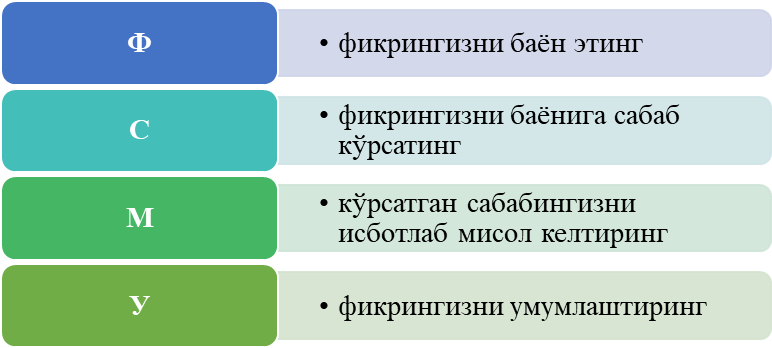 Ф
• фикрингизни баён этинг
С
• фикрингизни баёнига сабаб
кўрсатинг
М
• кўрсатган сабабингизни
исботлаб мисол келтиринг
У
• фикрингизни умумлаштиринг